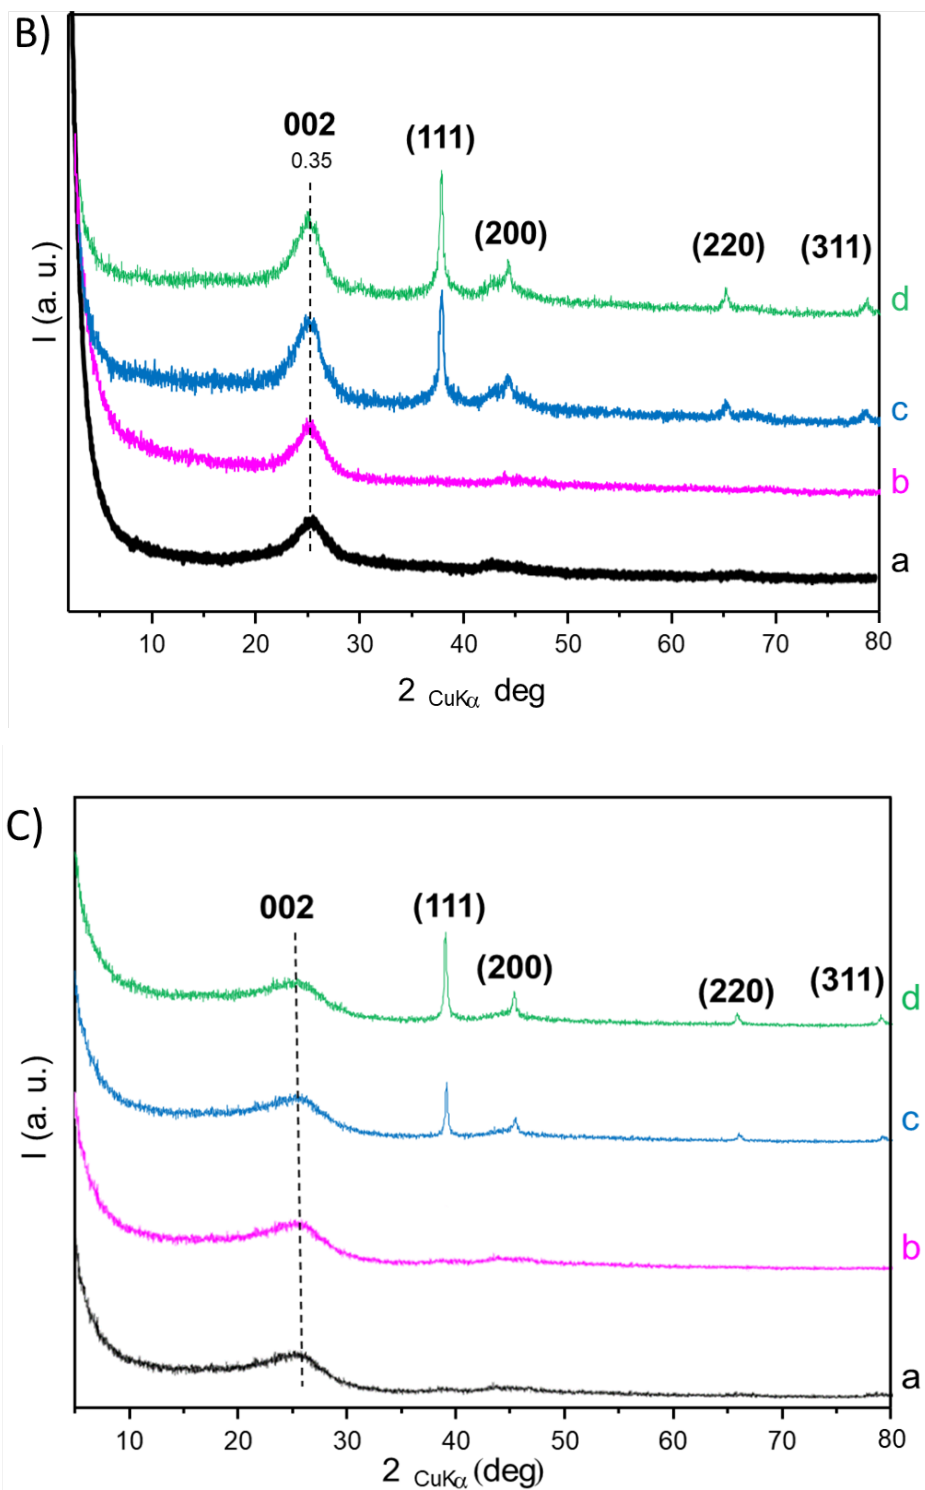 B)
002
0.35
(111)
(200)
(220)
(311)
I (a. u.)
d
c
b
a
10 20 30 40 50 60 70 80
2 CuKα deg
C)
002
(111)
(200)
(220)
(311)
I (a. u.)
d
c
b
a
10 20 30 40 50 60 70 80
2 CuKα (deg)